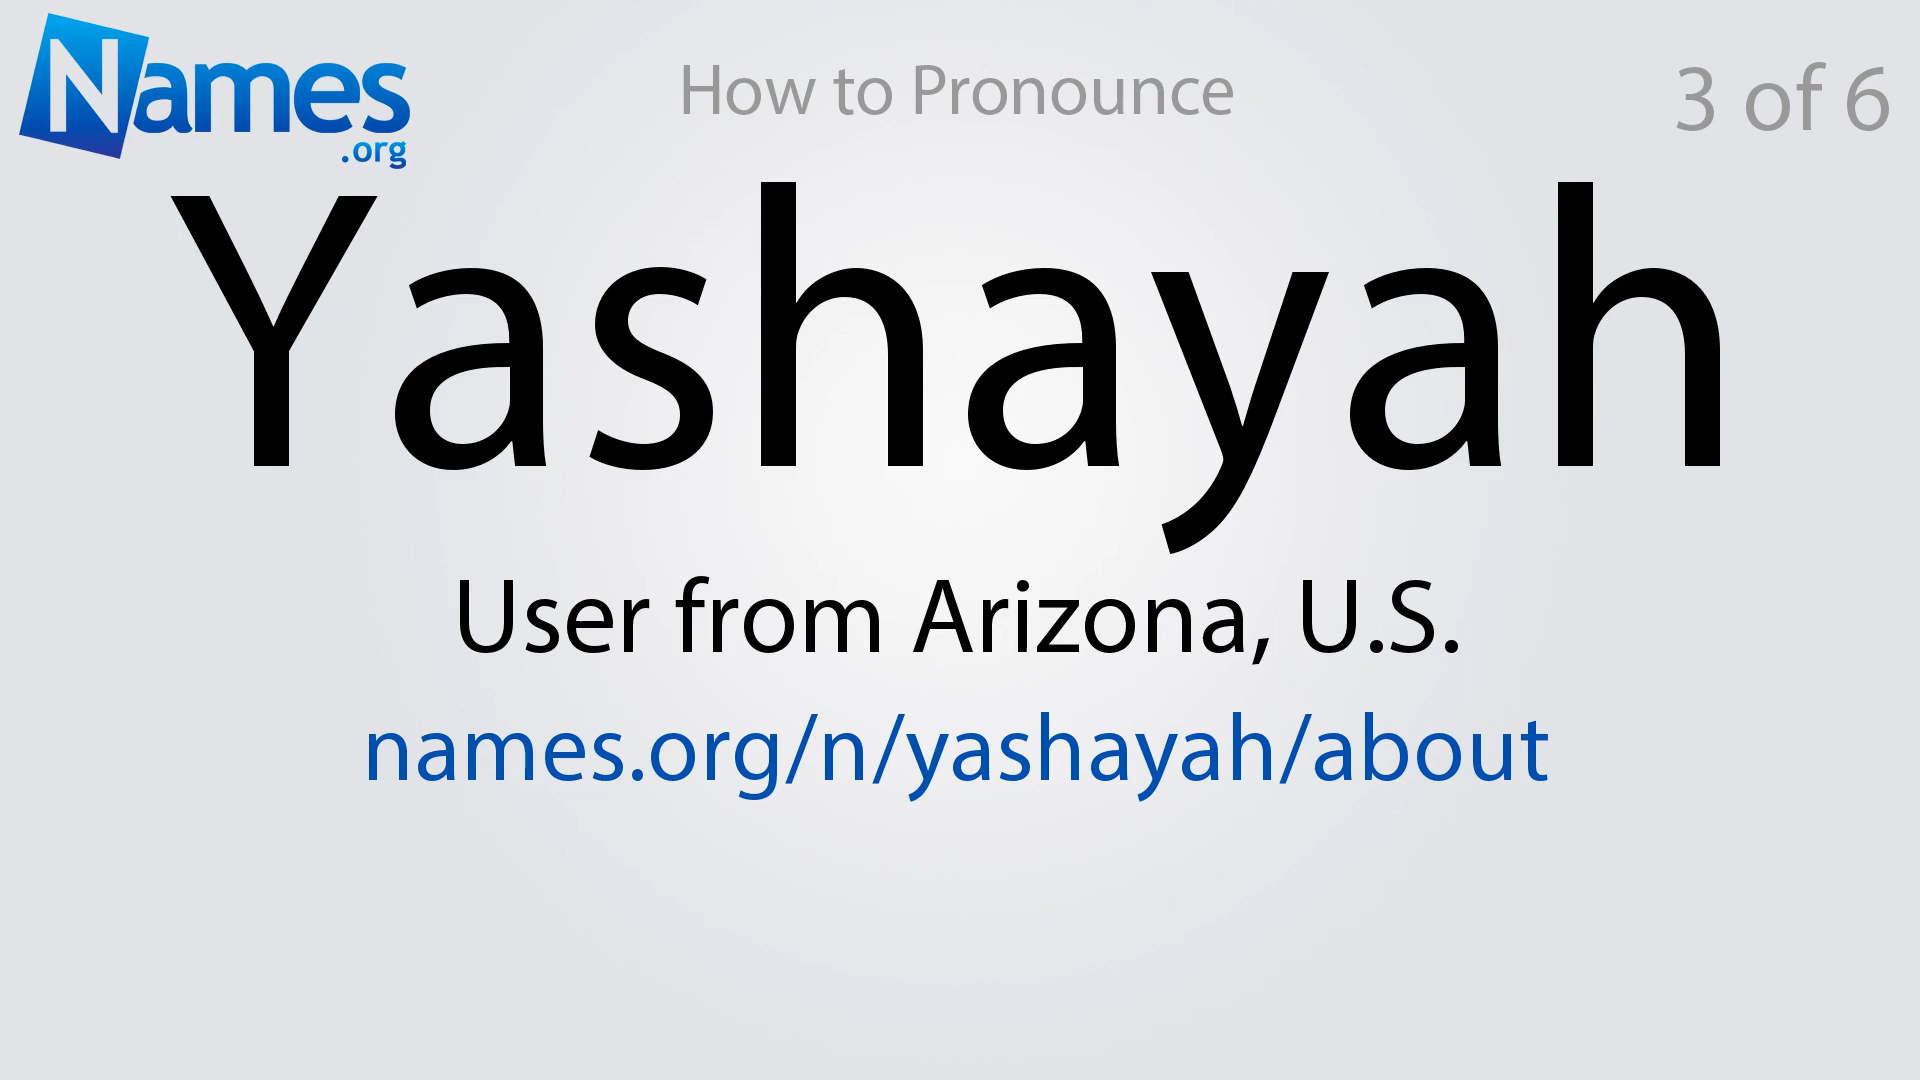 Names
.org
How to Pronounce
3 of 6
Yashayah
User from Arizona, U.S.
names.org/n/yashayah/about